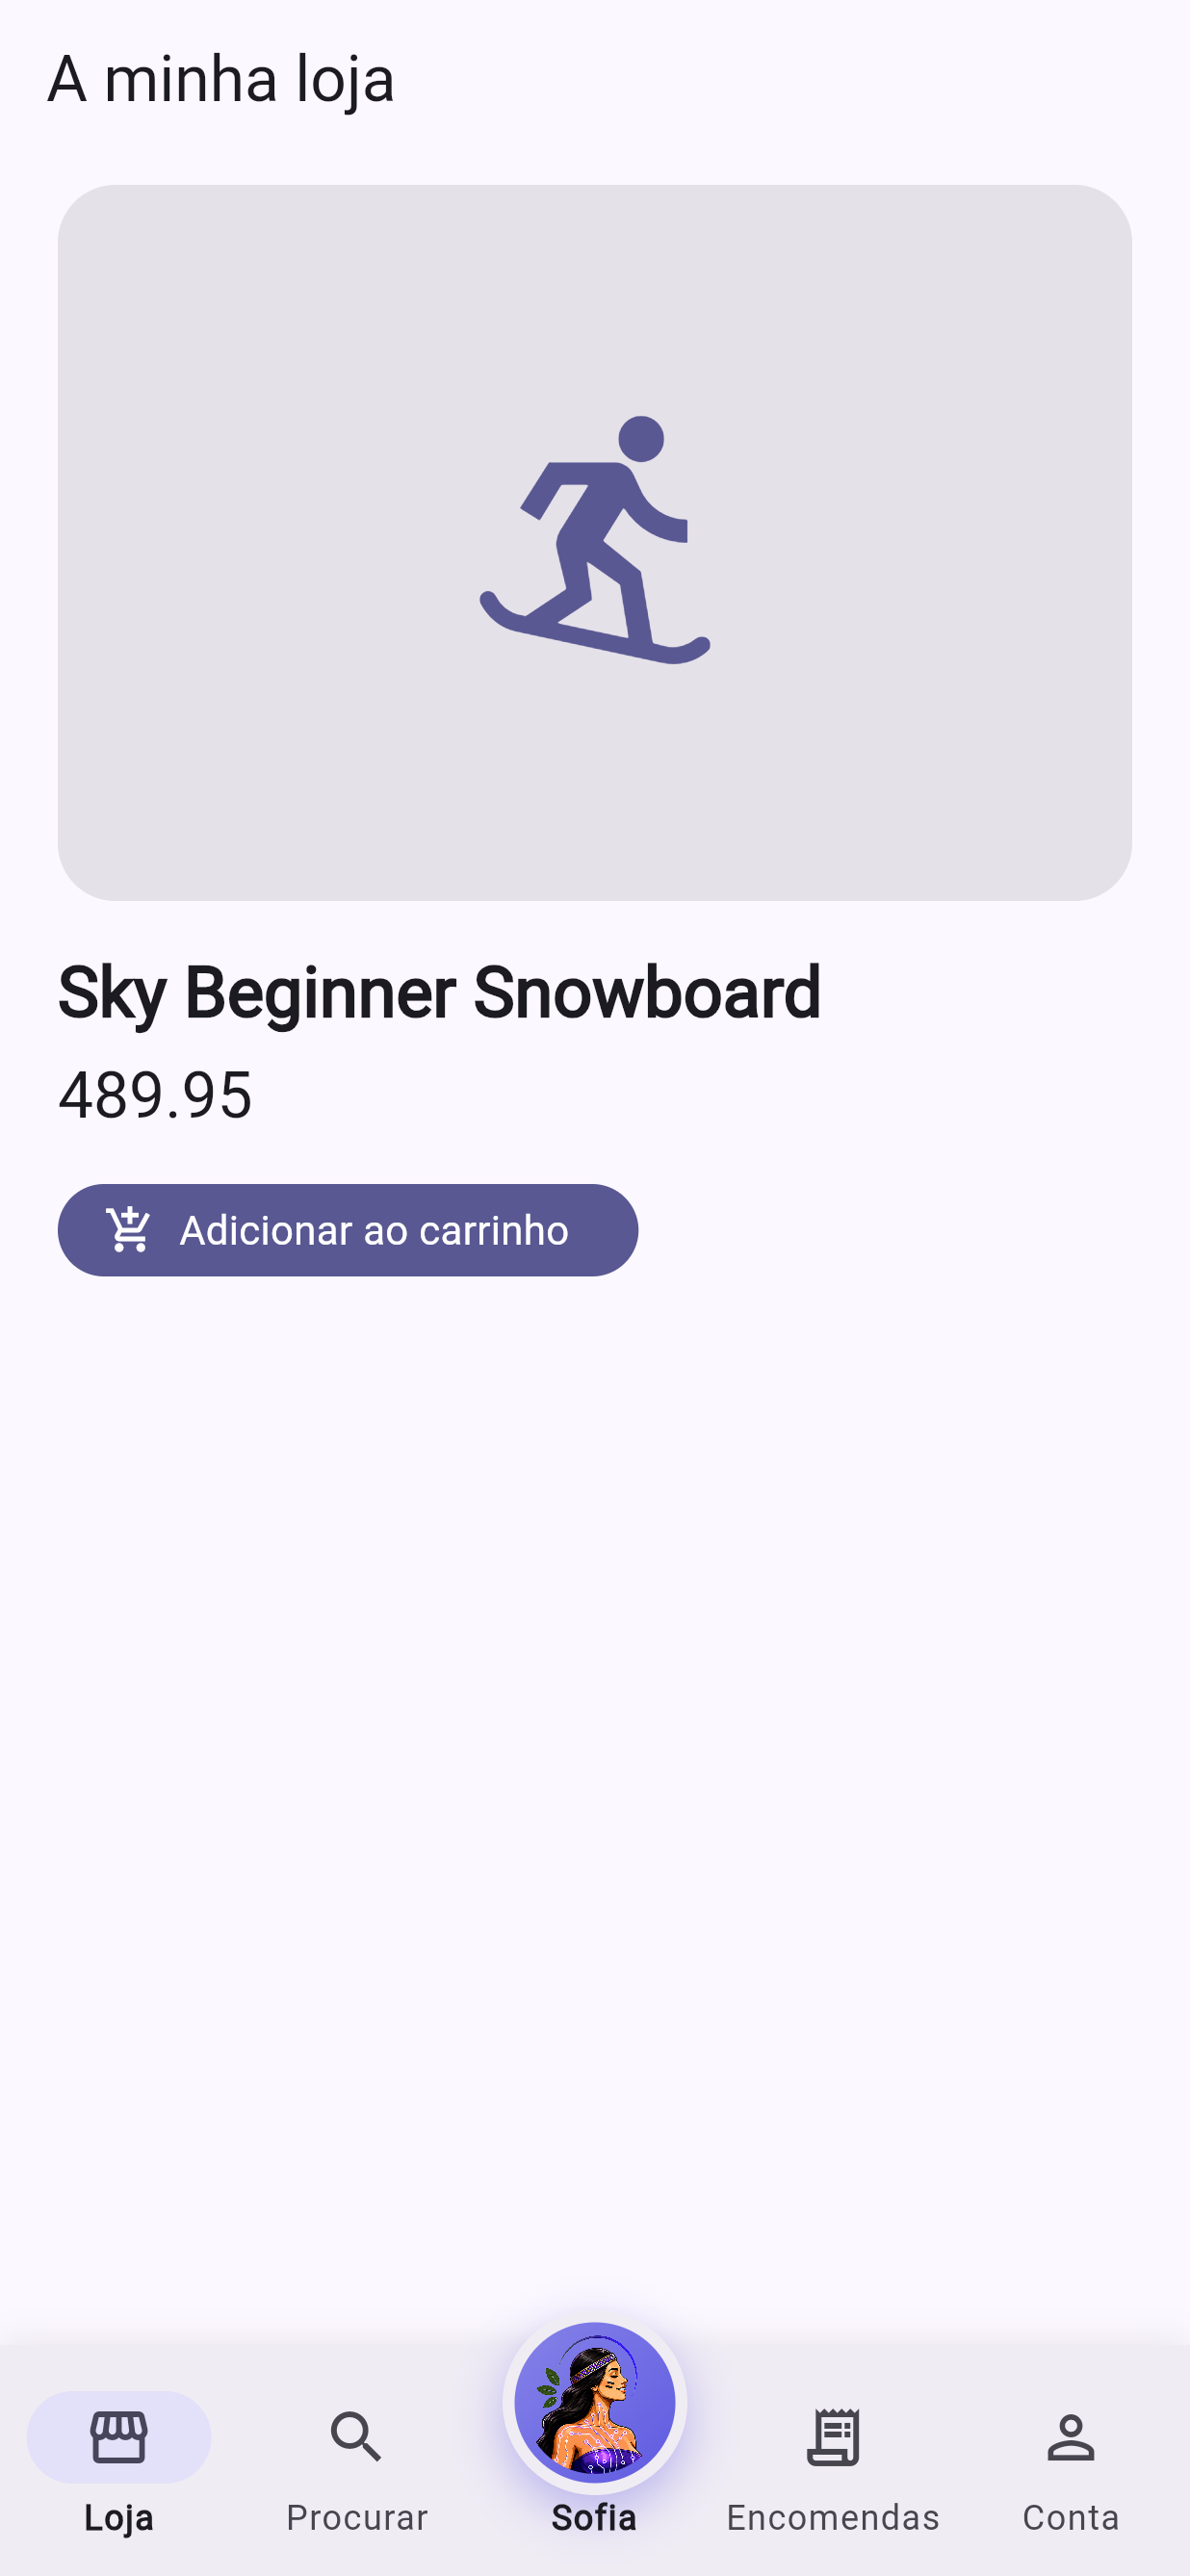 A minha loja
Sky Beginner Snowboard
489.95
Adicionar ao carrinho
Loja
Procurar
Sofia
Encomendas
Conta